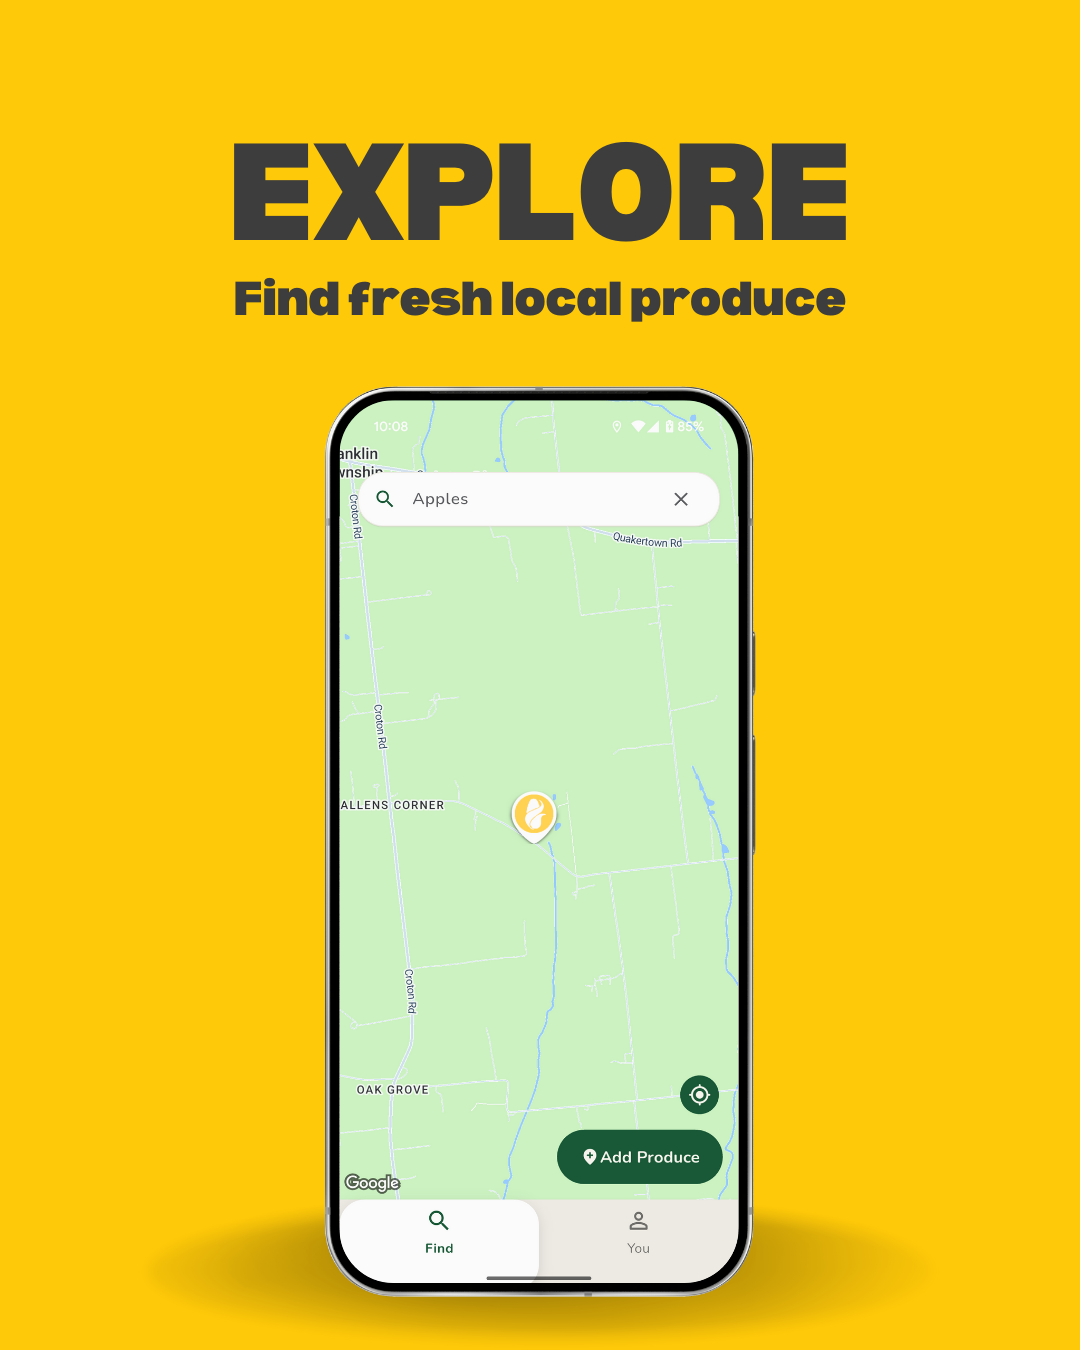 EXPLORE
Find fresh local produce
10:08
85%
anklin
wnship
Apples
Croton Rd
Quakertown Rd
Croton Rd
ALLENS CORNER
Croton Rd
OAK GROVE
Add Produce
Google
Find
You